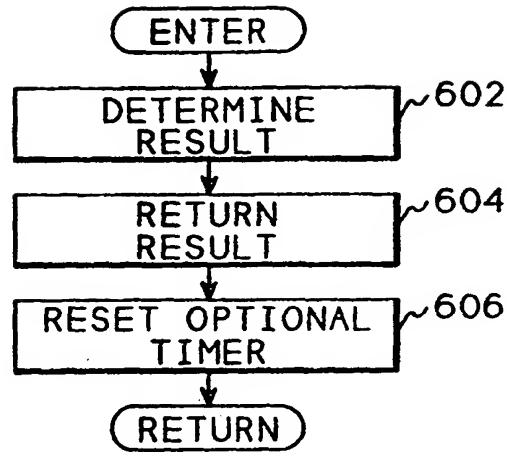 ENTER
DETERMINE
RESULT
602
RETURN
RESULT
604
RESET OPTIONAL
TIMER
606
RETURN